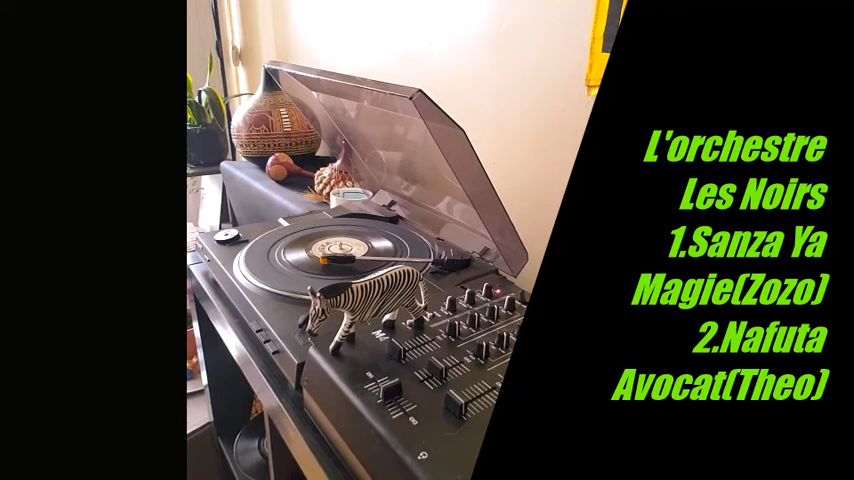 L'orchestre
Les Noirs
1.Sanza Ya
Magie(Zozo)
2.Nafuta
Avocat(Theo)